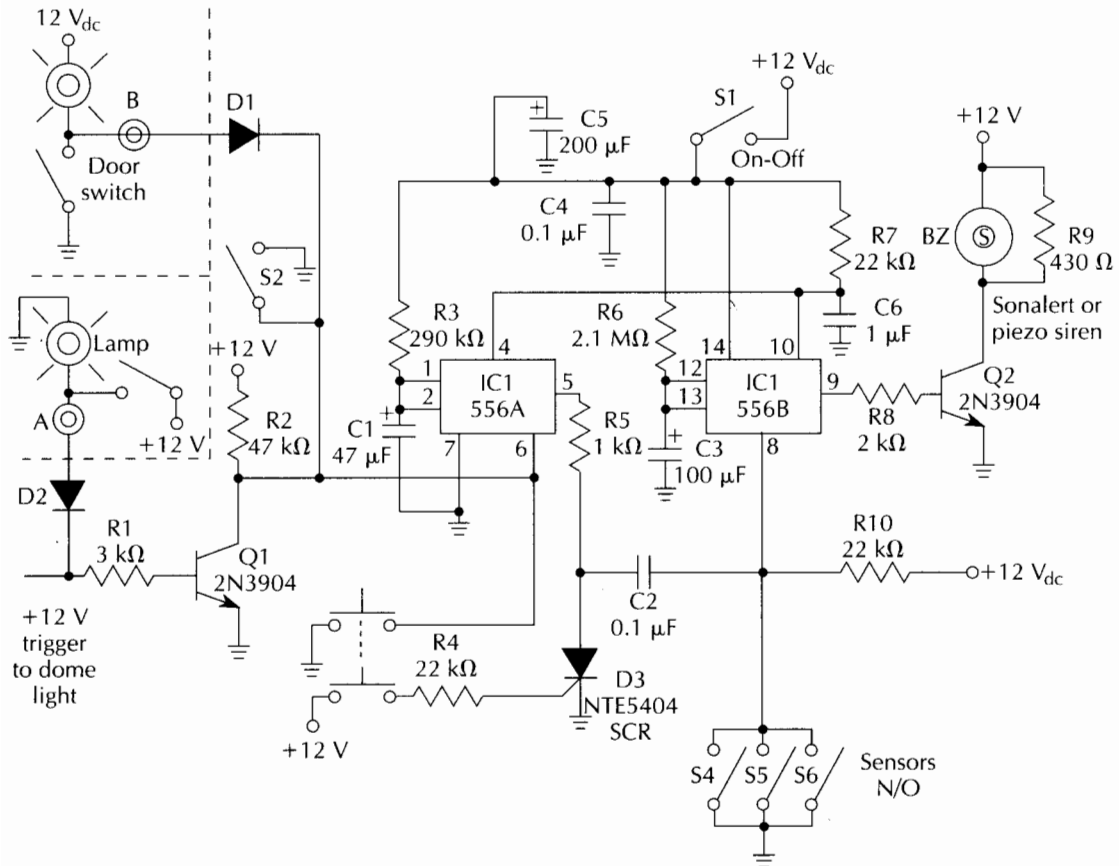 12 Vdc
B
D1
Door
switch
S2
Lamp
+12 V
A
+12 V
R2
47 kΩ
D2
R1
3 kΩ
Q1
2N3904
+12 V
trigger
to dome
light
+
C5
200 µF
C4
0.1 µF
S1
+12 Vdc
On-Off
R3
290 kΩ
R6
2.1 MΩ
R7
22 kΩ
C6
1 µF
+12 V
BZ
S
R9
430 Ω
Sonalert or
piezo siren
4
1
2
IC1
556A
5
7
6
+
C1
47 µF
R5
1 kΩ
14
10
12
13
IC1
556B
9
8
+
C3
100 µF
R8
2 kΩ
Q2
2N3904
C2
0.1 µF
R10
22 kΩ
+12 Vdc
R4
22 kΩ
+12 V
D3
NTE5404
SCR
S4
S5
S6
Sensors
N/O